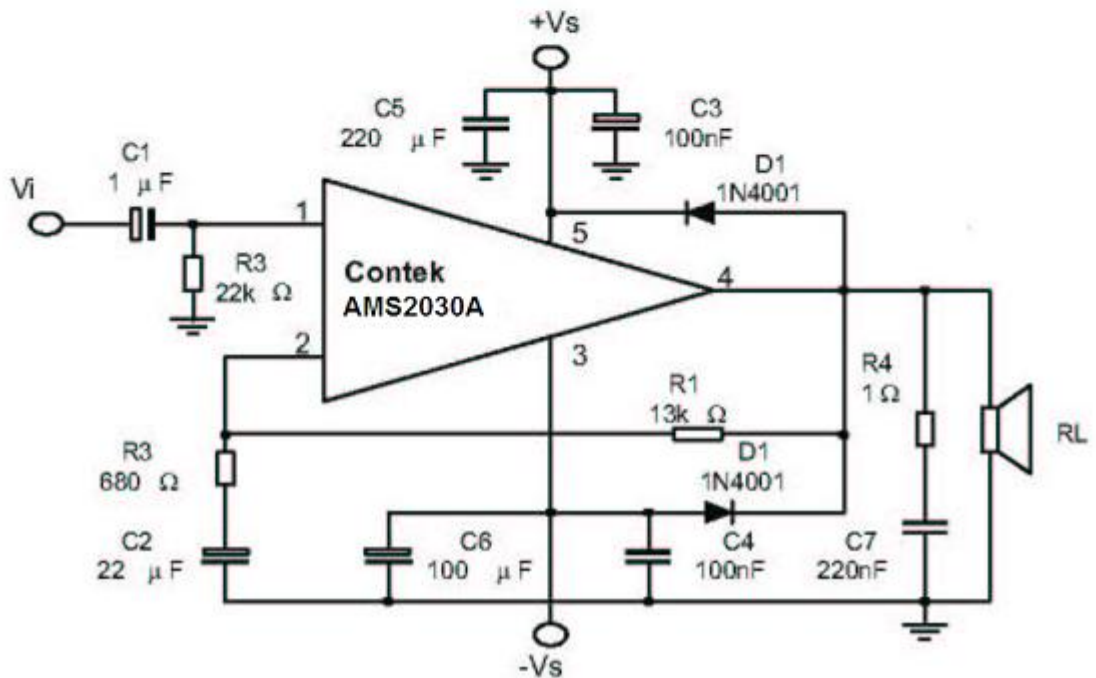 +Vs
C5
220 μF
C3
100nF
C1
1 μF
D1
1N4001
Vi
1
5
R3
22k Ω
Contek
AMS2030A
4
2
3
R1
13k Ω
R4
1Ω
RL
D1
1N4001
R3
680 Ω
C2
22 μF
C6
100 μF
C4
100nF
C7
220nF
-Vs